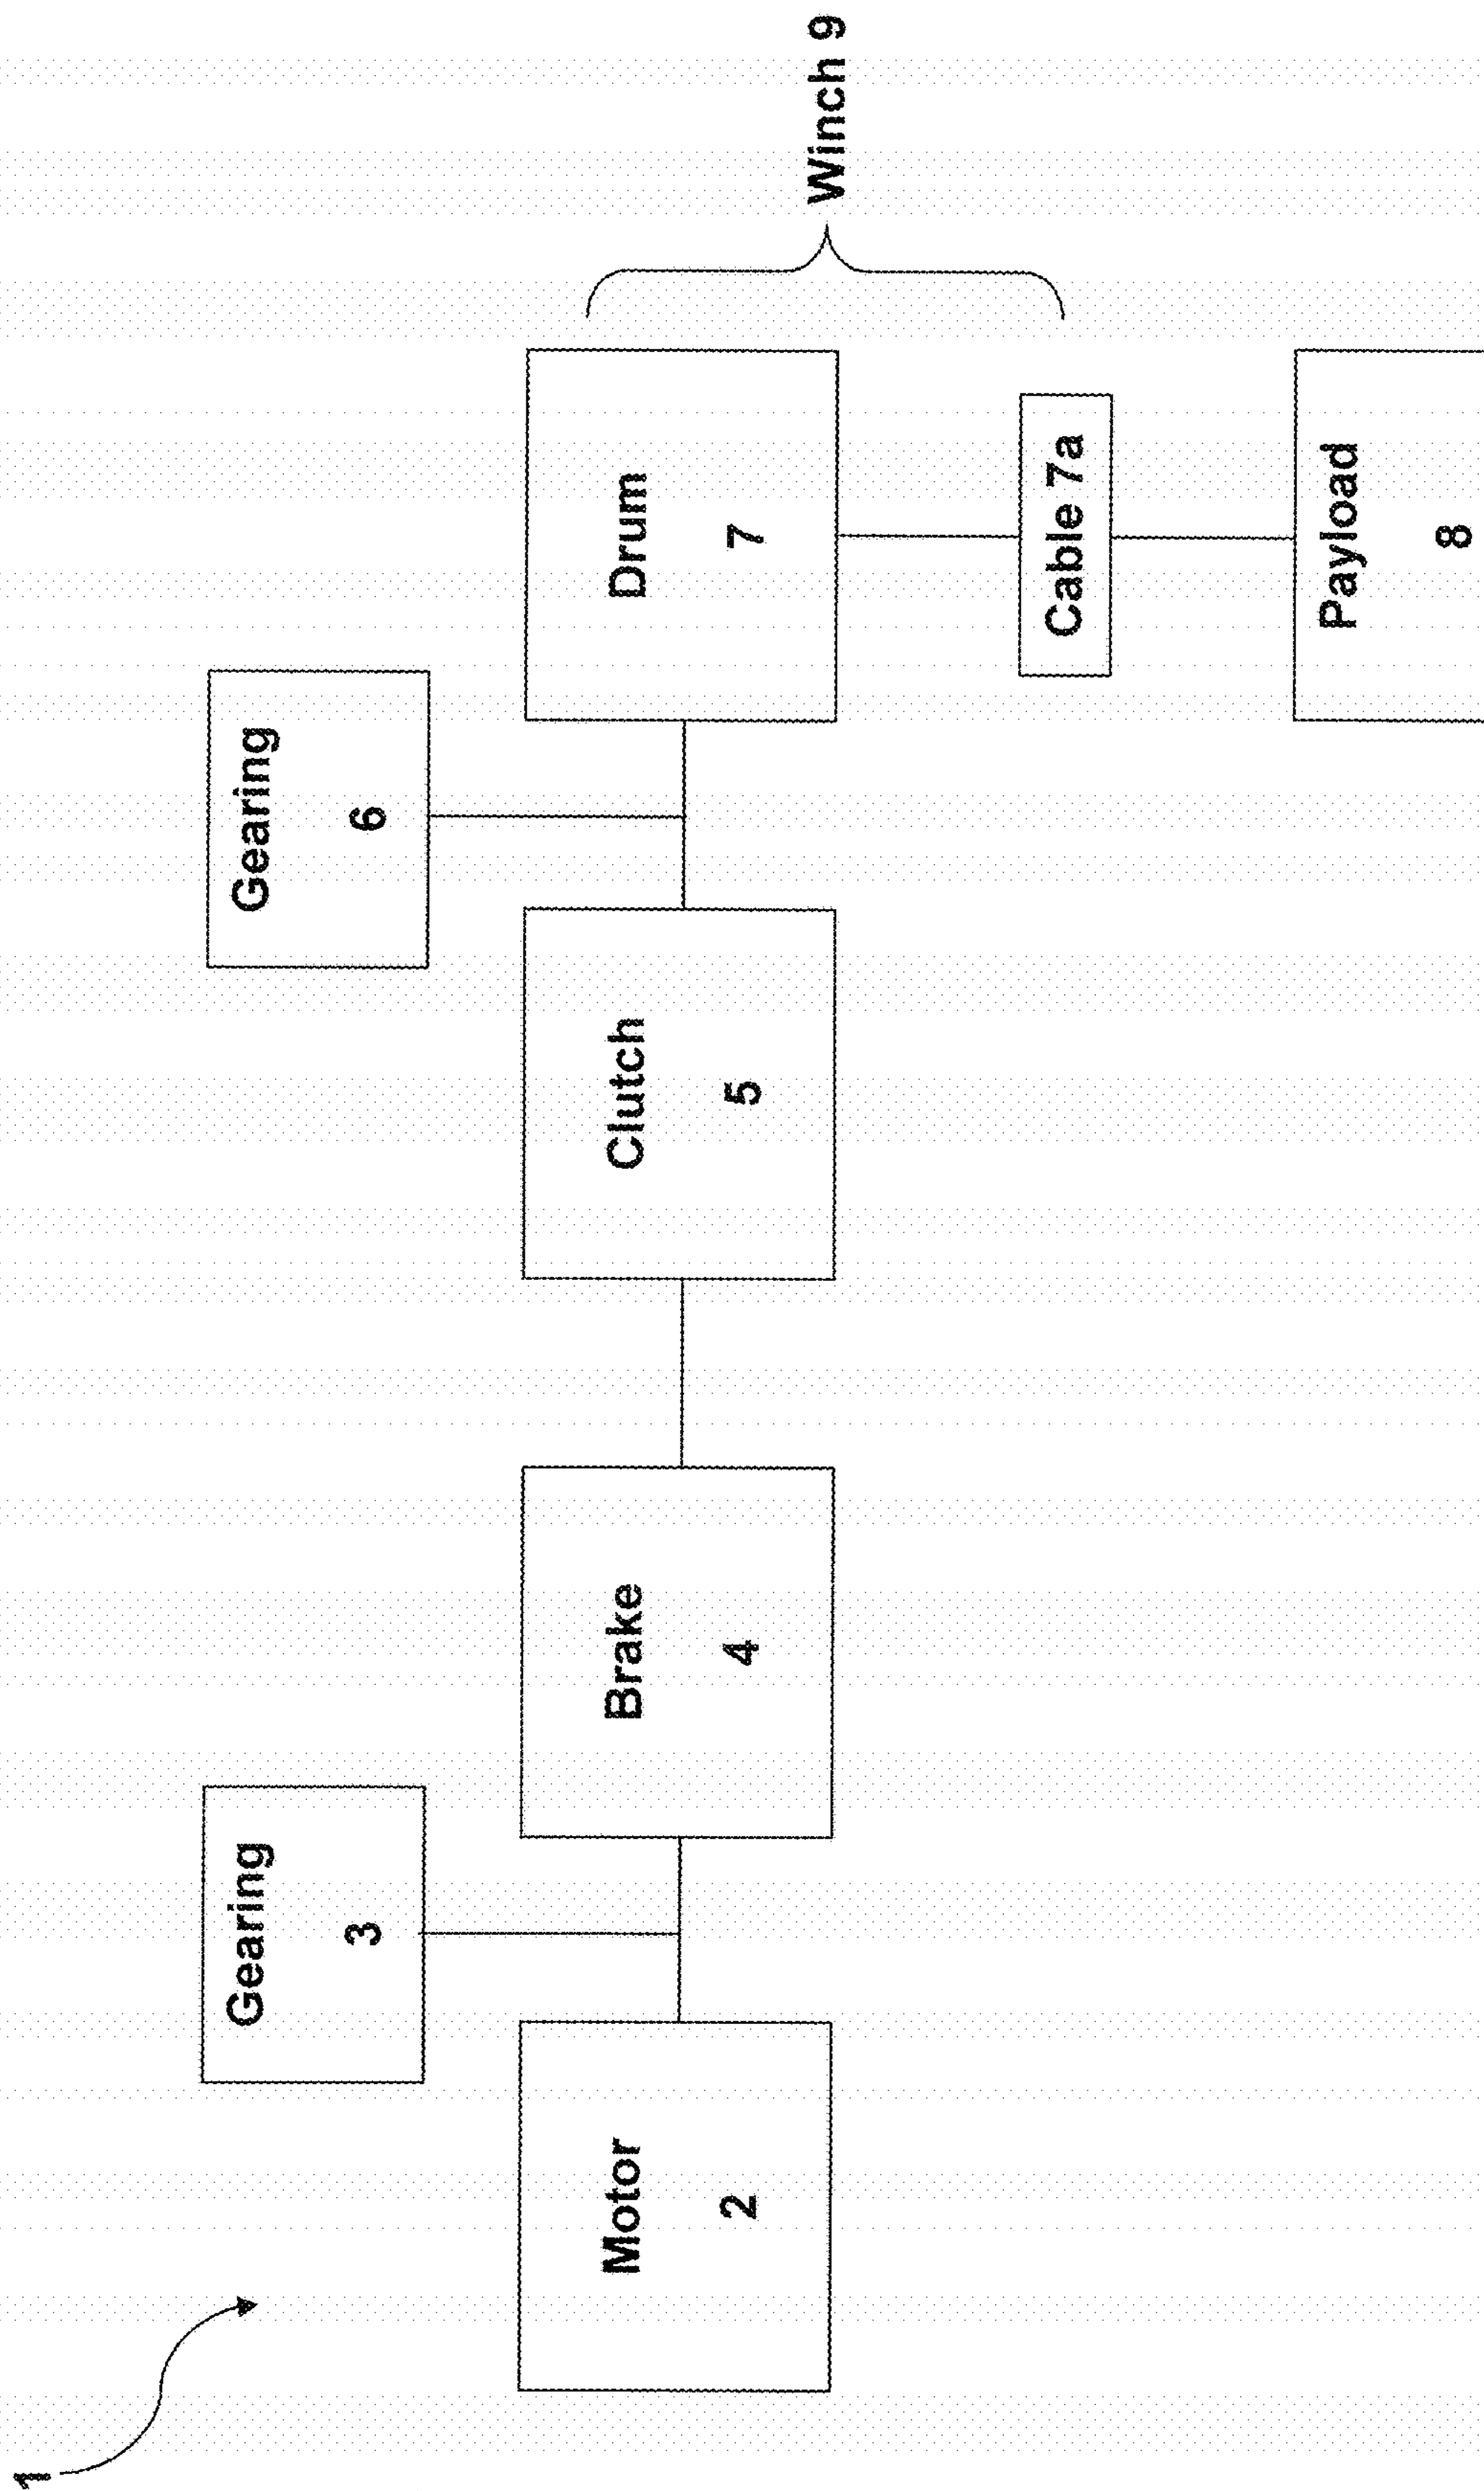 1
Gearing
3
Gearing
6
Motor
2
Brake
4
Clutch
5
Drum
7
Winch 9
Cable 7a
Payload
8